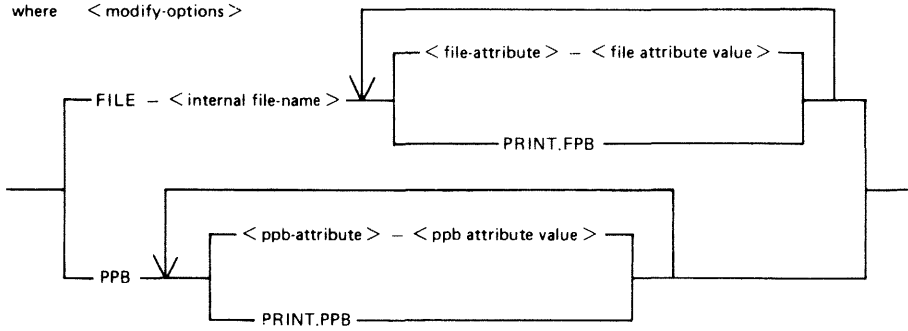 where < modify-options >
< file-attribute > – < file attribute value >
FILE – < internal file-name >
PRINT.FPB
< ppb-attribute > – < ppb attribute value >
PPB
PRINT.PPB